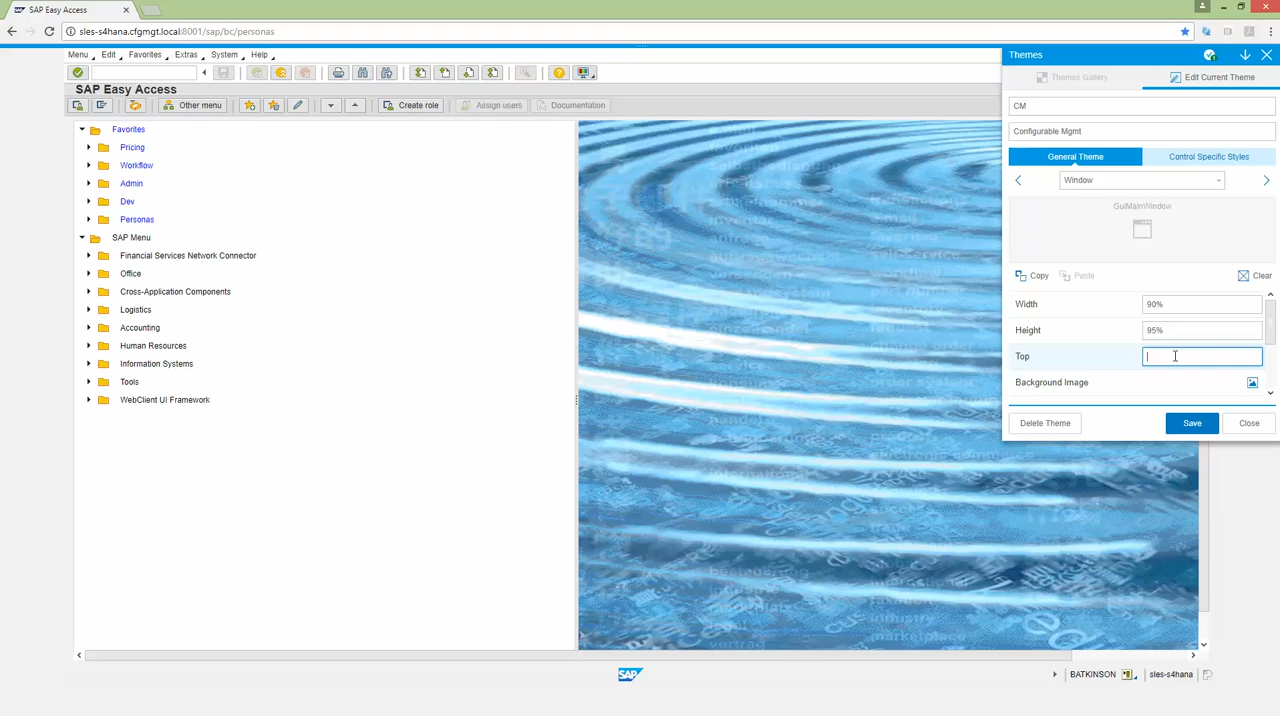 SAP Easy Access
sles-s4hana.cfgmgt.local:8001/sap/bc/personas
Menu Edit Favorites Extras System Help
SAP Easy Access
Other menu Create role Assign users Documentation
Favorites
Pricing
Workflow
Admin
Dev
Personas
SAP Menu
Financial Services Network Connector
Office
Cross-Application Components
Logistics
Accounting
Human Resources
Information Systems
Tools
WebClient UI Framework
Themes
Themes Gallery Edit Current Theme
CM
Configurable Mgmt
General Theme Control Specific Styles
Window
GuiMainWindow
Copy Paste Clear
Width 90%
Height 95%
Top
Background Image
Delete Theme Save Close
SAP
BATKINSON sles-s4hana